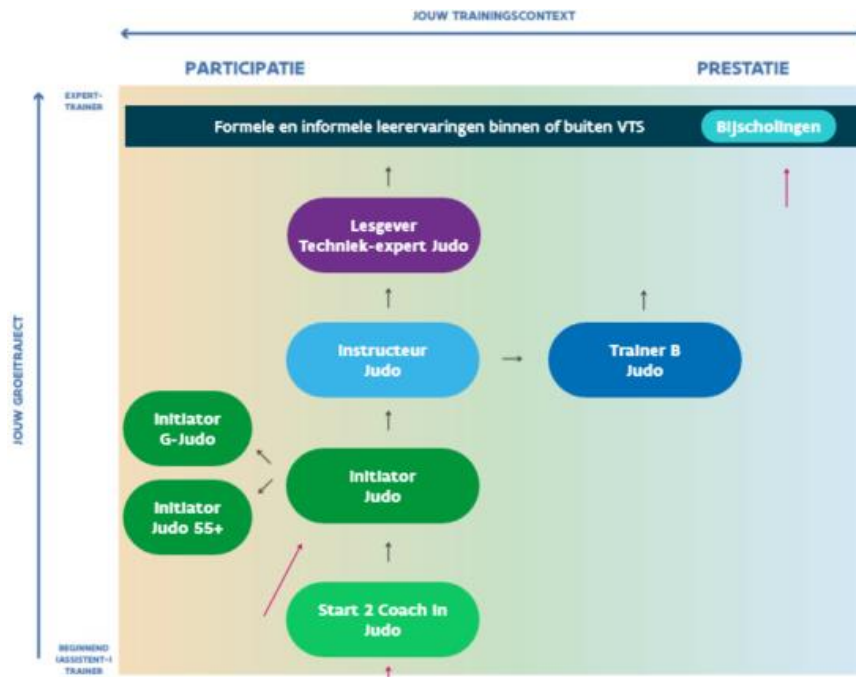 JOUW TRAININGSCONTEXT
PARTICIPATIE
PRESTATIE
EXPERT-
TRAINER
Formele en informele leerervaringen binnen of buiten VTS
Bijscholingen
Lesgever
Techniek-expert Judo
Instructeur
Judo
Trainer B
Judo
JOUW GROEITRAJECT
Initiator
G-Judo
Initiator
Judo
Initiator
Judo 55+
Start 2 Coach in
Judo
BEGINNEND
(ASSISTENT-)
TRAINER